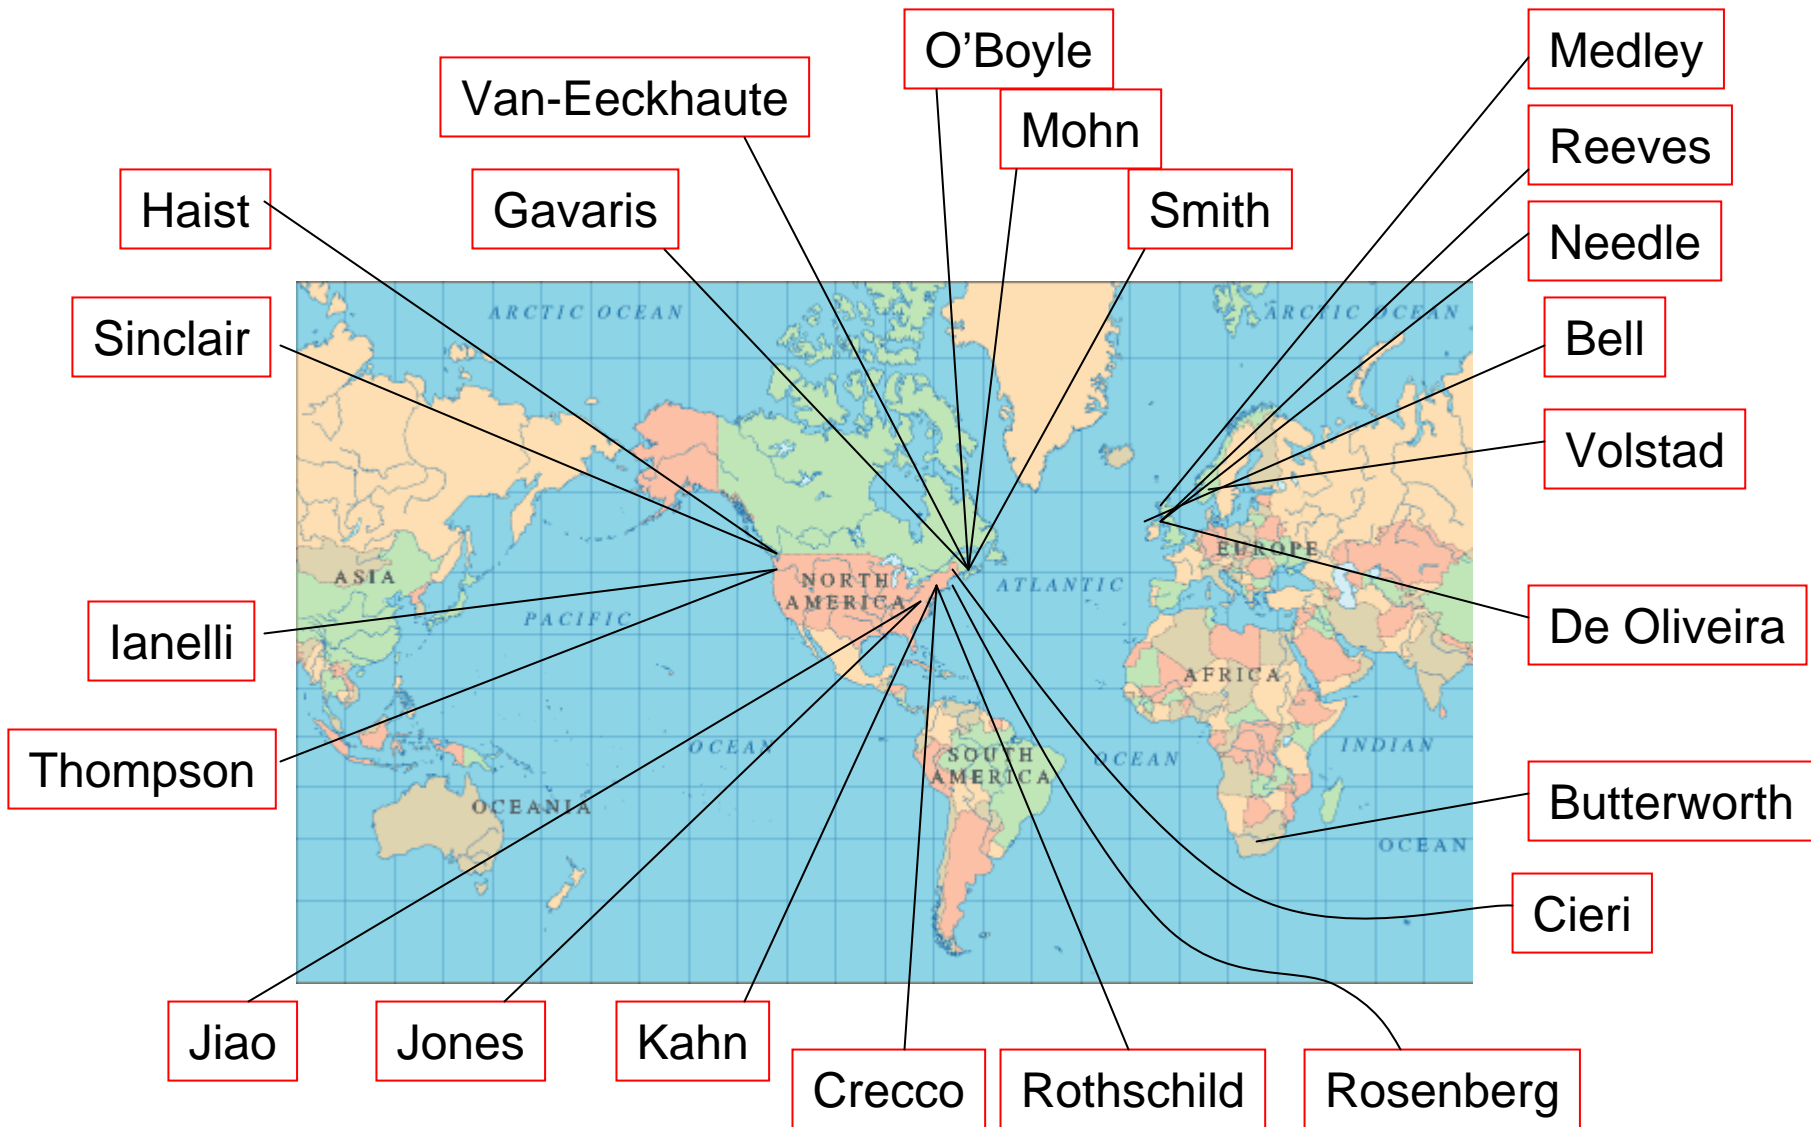 O’Boyle
Medley
Van-Eeckhaute
Mohn
Reeves
Haist
Gavaris
Smith
Needle
ARCTIC OCEAN
ARCTIC OCEAN
Sinclair
Bell
Volstad
EUROPE
ASIA
NORTH
AMERICA
ATLANTIC
PACIFIC
Ianelli
De Oliveira
AFRICA
Thompson
OCEAN
SOUTH
AMERICA
OCEAN
INDIAN
OCEANIA
Butterworth
OCEAN
Cieri
Jiao
Jones
Kahn
Crecco
Rothschild
Rosenberg